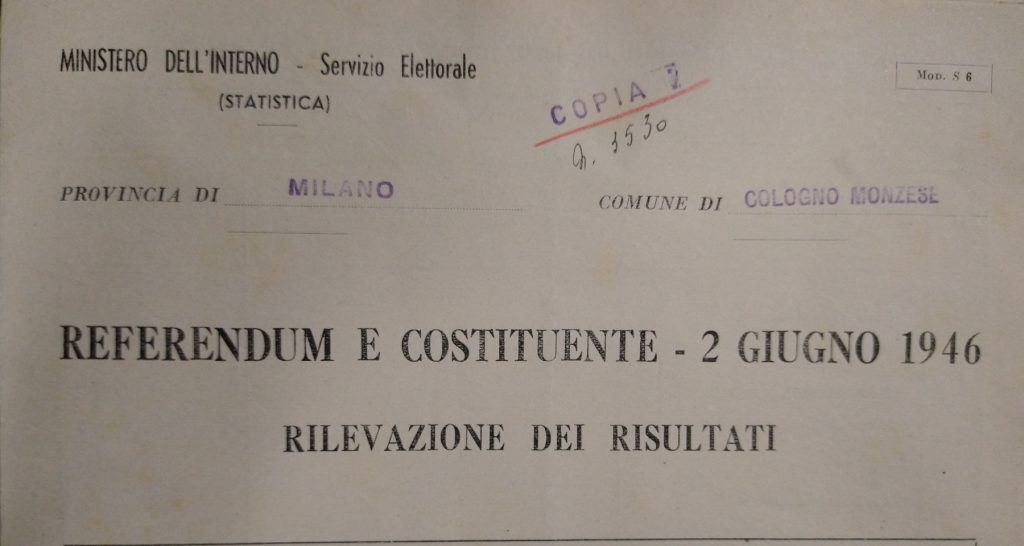 MINISTERO DELL'INTERNO - Servizio Elettorale
(STATISTICA)
COPIA
Mod. S 6
n. 1530
PROVINCIA DI MILANO
COMUNE DI COLOGNO MONZESE
REFERENDUM E COSTITUENTE - 2 GIUGNO 1946
RILEVAZIONE DEI RISULTATI